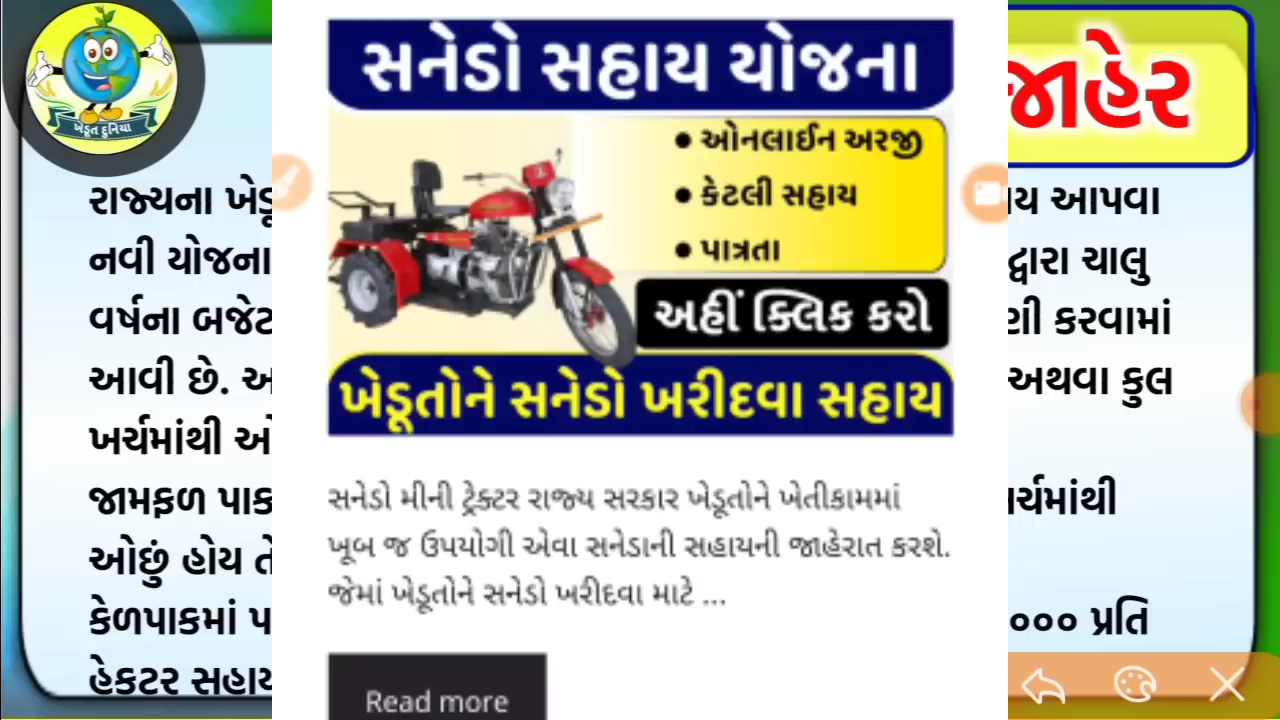 ખેડૂત દુનિયા
જાહેર
રાજ્યના
નવી યોજના
વર્ષના બજેટ
આવી છે.
ખર્ચમાંથી
જામફળ પાક
ઓછું હોય તે
કેળપાકમાં
હેકટર સહાય
સનેડો સહાય યોજના
• ઓનલાઈન અરજી
• કેટલી સહાય
• પાત્રતા
અહીં ક્લિક કરો
ખેડૂતોને સનેડો ખરીદવા સહાય
સનેડો મીની ટ્રેક્ટર રાજ્ય સરકાર ખેડૂતોને ખેતીકામમાં
ખૂબ જ ઉપયોગી એવા સનેડાની સહાયની જાહેરાત કરશે.
જેમાં ખેડૂતોને સનેડો ખરીદવા માટે ...
Read more
આપવા
દ્વારા ચાલુ
કરવામાં
અથવા કુલ
ર્ચમાંથી
૦૦૦ પ્રતિ